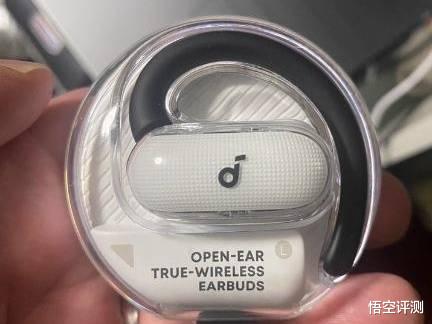 L
OPEN-EAR
TRUE-WIRELESS
EARBUDS
悟空评测